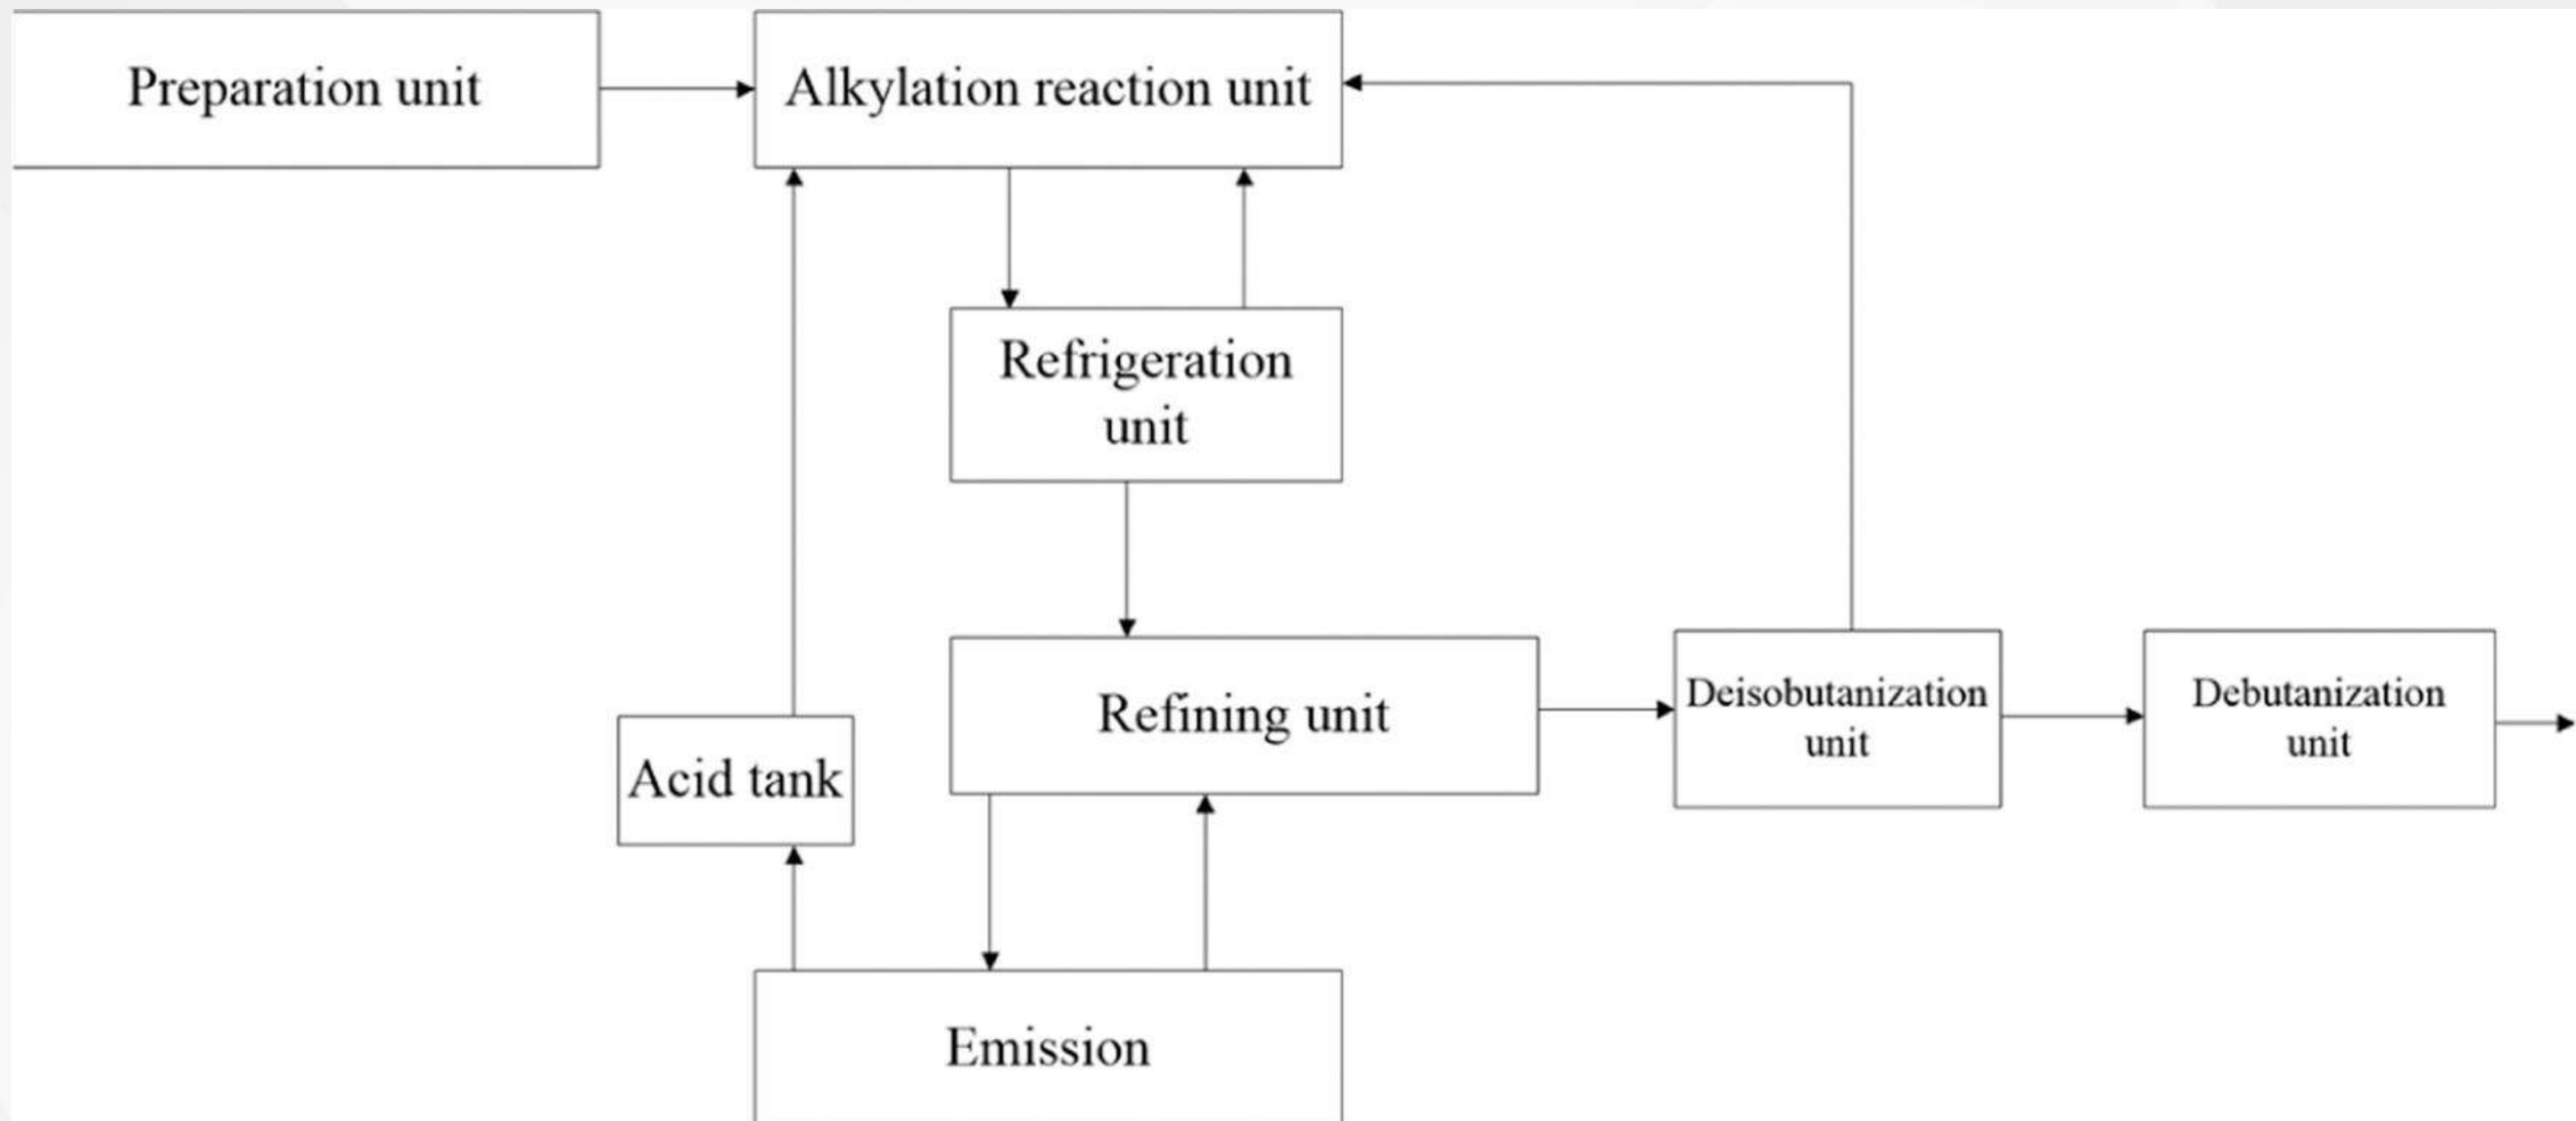 Preparation unit
Alkylation reaction unit
Refrigeration
unit
Refining unit
Deisobutanization
unit
Debutanization
unit
Acid tank
Emission